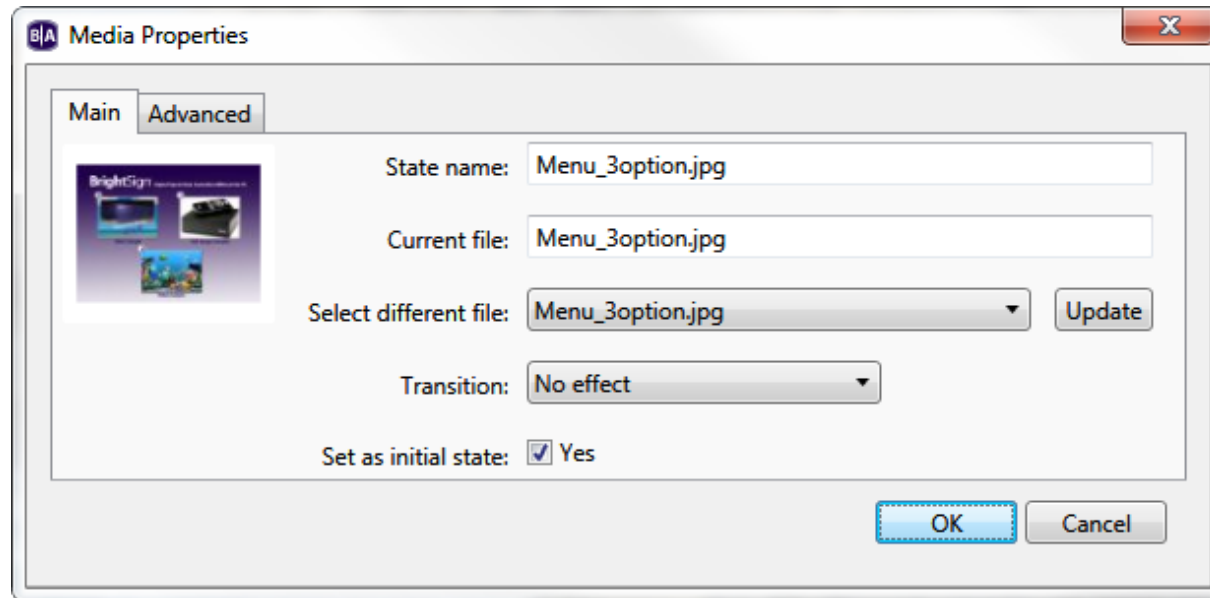 B|A Media Properties
Main Advanced
BrightSign
State name: Menu_3option.jpg
Current file: Menu_3option.jpg
Select different file: Menu_3option.jpg Update
Transition: No effect
Set as initial state: Yes
OK Cancel